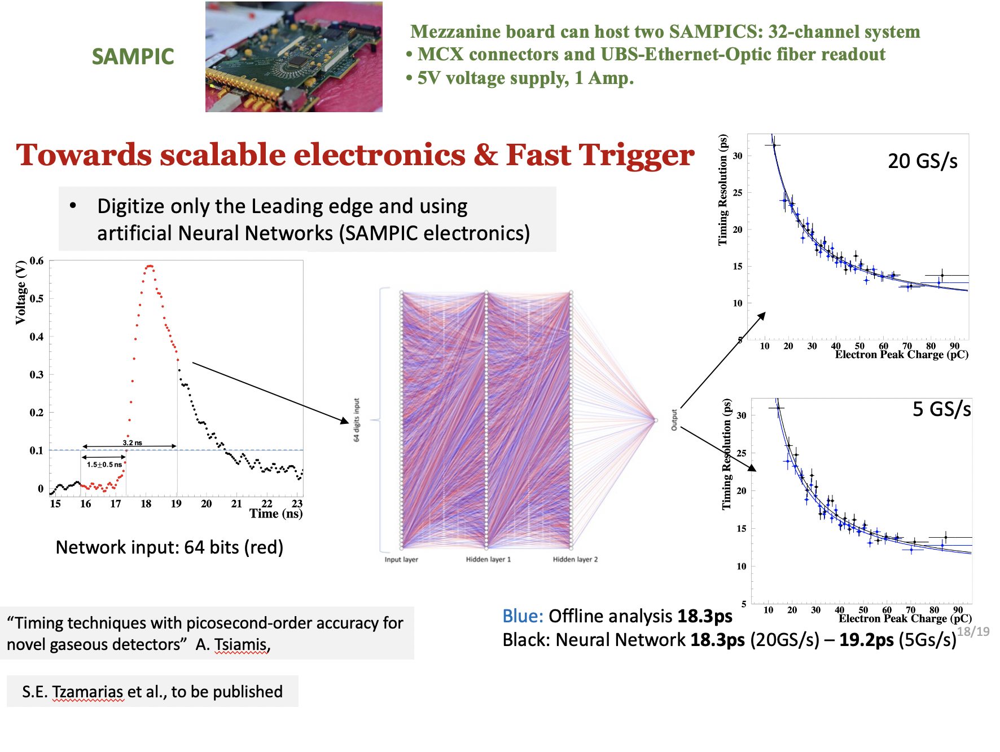 SAMPIC
Mezzanine board can host two SAMPICS: 32-channel system
• MCX connectors and UBS-Ethernet-Optic fiber readout
• 5V voltage supply, 1 Amp.
Towards scalable electronics & Fast Trigger
• Digitize only the Leading edge and using
artificial Neural Networks (SAMPIC electronics)
Voltage (V)
0.6
0.5
0.4
0.3
0.2
0.1
0
3.2 ns
1.5±0.5 ns
15 16 17 18 19 20 21 22 23
Time (ns)
Network input: 64 bits (red)
64 digits input
Input layer
Hidden layer 1
Hidden layer 2
Output
Timing Resolution (ps)
20 GS/s
30
25
20
15
10
5
10 20 30 40 50 60 70 80 90
Electron Peak Charge (pC)
Timing Resolution (ps)
5 GS/s
30
25
20
15
10
5
10 20 30 40 50 60 70 80 90
Electron Peak Charge (pC)
Blue: Offline analysis 18.3ps
Black: Neural Network 18.3ps (20GS/s) – 19.2ps (5Gs/s)
18/19
“Timing techniques with picosecond-order accuracy for
novel gaseous detectors” A. Tsiamis,
S.E. Tzamarias et al., to be published